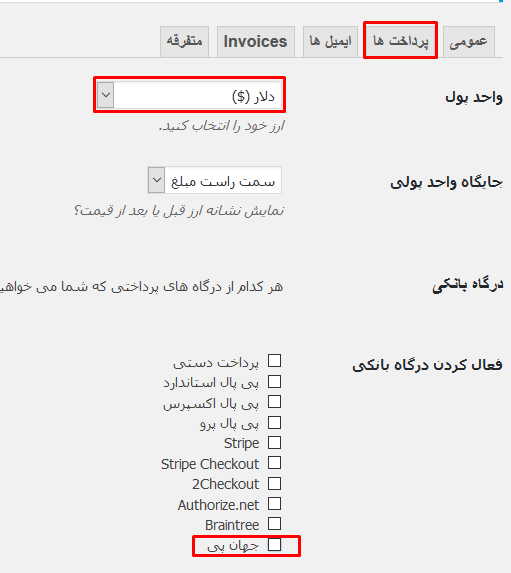 عمومی
پرداخت ها
ایمیل ها
Invoices
متفرقه
واحد پول
دلار ($)
ارز خود را انتخاب کنید.
جایگاه واحد پولی
سمت راست مبلغ
نمایش نشانه ارز قبل یا بعد از قیمت؟
درگاه بانکی
هر کدام از درگاه های پرداختی که شما می خواهی
فعال کردن درگاه بانکی
پرداخت دستی
پی پال استاندارد
پی پال اکسپرس
پی پال پرو
Stripe
Stripe Checkout
2Checkout
Authorize.net
Braintree
جهان پی